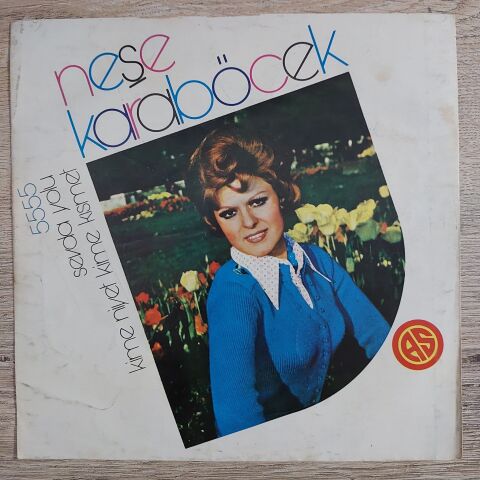 neşe
karaböcek
5555
sevda yolu
kime niyet kime kısmet
AS